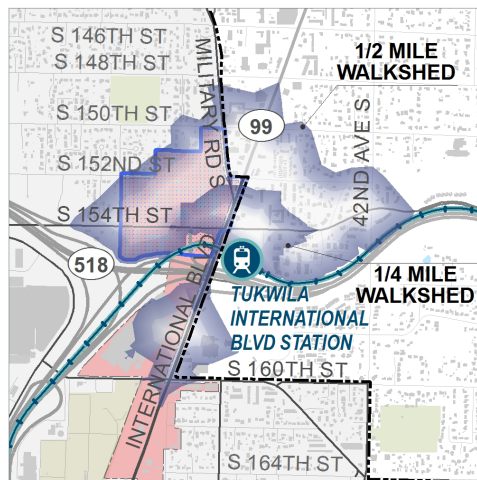 S 146TH ST
S 148TH ST
MILITARY RD S
1/2 MILE
WALKSHED
S 150TH ST
99
42ND AVE S
S 152ND ST
S 154TH ST
518
1/4 MILE
WALKSHED
TUKWILA
INTERNATIONAL
BLVD STATION
INTERNATIONAL BLVD
S 160TH ST
S 164TH ST